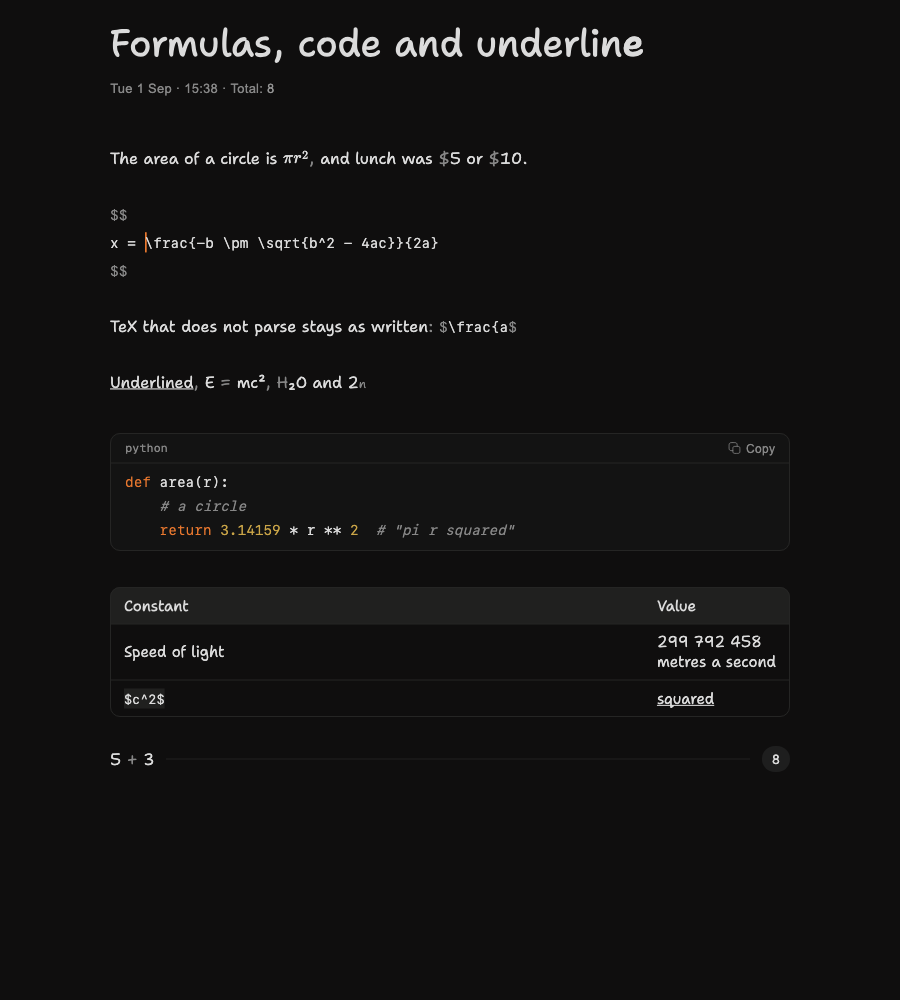 Formulas, code and underline
Tue 1 Sep · 15:38 · Total: 8
The area of a circle is πr², and lunch was $5 or $10.
$$
x = \frac{−b \pm \sqrt{b^2 − 4ac}}{2a}
$$
TeX that does not parse stays as written: $\frac{a$
Underlined, E = mc², H₂O and 2ₙ
python Copy
def area(r):
    # a circle
    return 3.14159 * r ** 2  # "pi r squared"
Constant Value
Speed of light 299 792 458
metres a second
$c^2$ squared
5 + 3 8